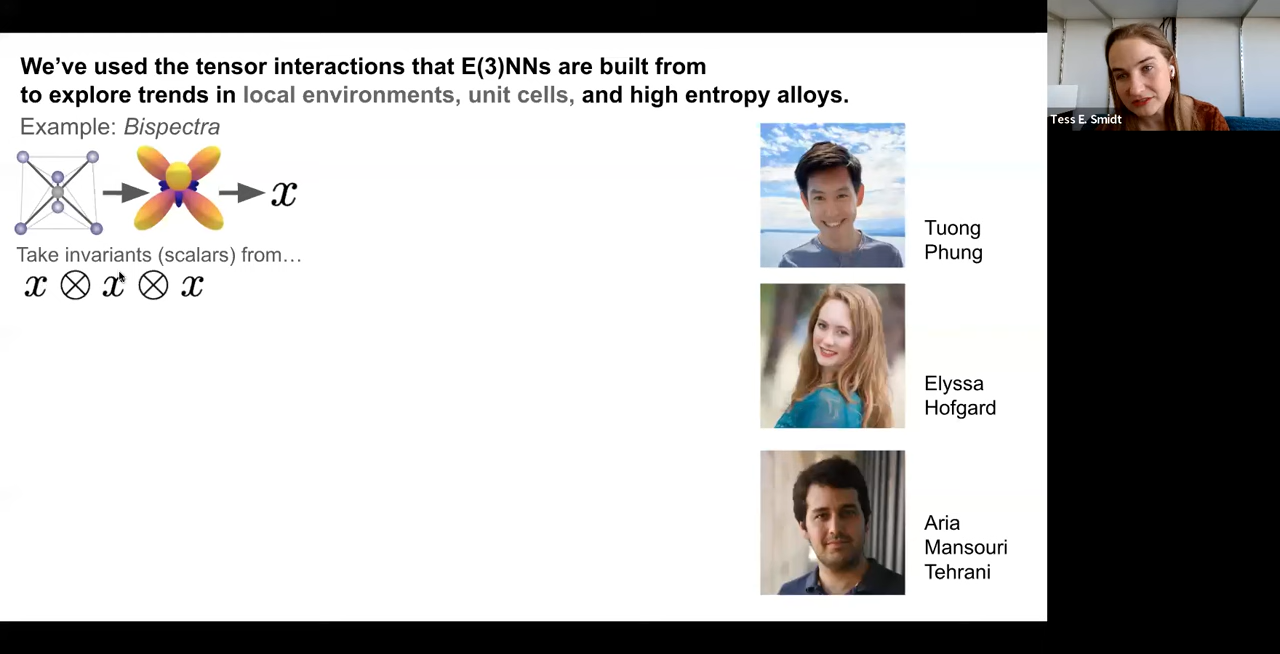 We've used the tensor interactions that E(3)NNs are built from
to explore trends in local environments, unit cells, and high entropy alloys.
Example: Bispectra
x
Take invariants (scalars) from…
x ⊗ x ⊗ x
Tuong
Phung
Elyssa
Hofgard
Aria
Mansouri
Tehrani
Tess E. Smidt